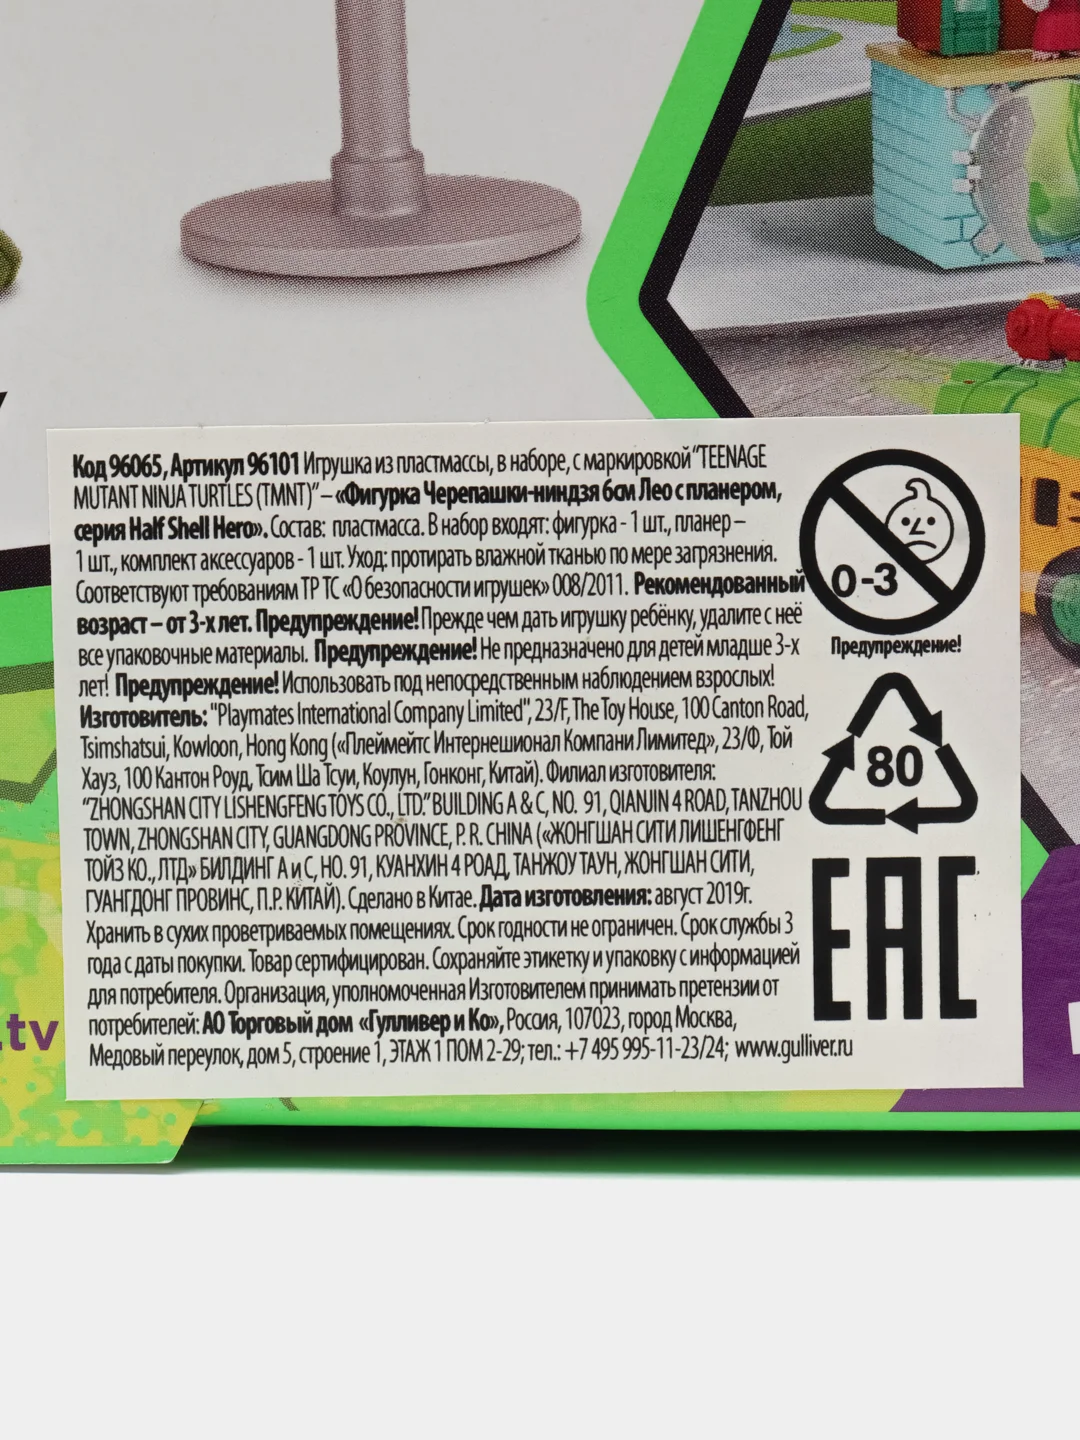 Код 96065, Артикул 96101 Игрушка из пластмассы, в наборе, с маркировкой "TEENAGE
MUTANT NINJA TURTLES (TMNT)" – «Фигурка Черепашки-ниндзя 6см Лео с планером,
серия Half Shell Hero». Состав: пластмасса. В набор входят: фигурка - 1 шт., планер –
1 шт., комплект аксессуаров - 1 шт. Уход: протирать влажной тканью по мере загрязнения.
Соответствуют требованиям ТР ТС «О безопасности игрушек» 008/2011. Рекомендованный
возраст – от 3-х лет. Предупреждение! Прежде чем дать игрушку ребёнку, удалите с неё
все упаковочные материалы. Предупреждение! Не предназначено для детей младше 3-х
лет! Предупреждение! Использовать под непосредственным наблюдением взрослых!
Изготовитель: "Playmates International Company Limited", 23/F, The Toy House, 100 Canton Road,
Tsimshatsui, Kowloon, Hong Kong («Плеймейтс Интернешионал Компани Лимитед», 23/Ф, Той
Хауз, 100 Кантон Роуд, Тсим Ша Тсуи, Коулун, Гонконг, Китай). Филиал изготовителя:
"ZHONGSHAN CITY LISHENGFENG TOYS CO., LTD." BUILDING A & C, NO. 91, QIANJIN 4 ROAD, TANZHOU
TOWN, ZHONGSHAN CITY, GUANGDONG PROVINCE, P. R. CHINA («ЖОНГШАН СИТИ ЛИШЕНГФЕНГ
ТОЙЗ КО., ЛТД» БИЛДИНГ А и С, НО. 91, КУАНХИН 4 РОАД, ТАНЖОУ ТАУН, ЖОНГШАН СИТИ,
ГУАНГДОНГ ПРОВИНС, П.Р. КИТАЙ). Сделано в Китае. Дата изготовления: август 2019г.
Хранить в сухих проветриваемых помещениях. Срок годности не ограничен. Срок службы 3
года с даты покупки. Товар сертифицирован. Сохраняйте этикетку и упаковку с информацией
для потребителя. Организация, уполномоченная Изготовителем принимать претензии от
потребителей: АО Торговый дом «Гулливер и Ко», Россия, 107023, город Москва,
Медовый переулок, дом 5, строение 1, ЭТАЖ 1 ПОМ 2-29; тел.: +7 495 995-11-23/24; www.gulliver.ru
0-3
Предупреждение!
80
EAC
.tv